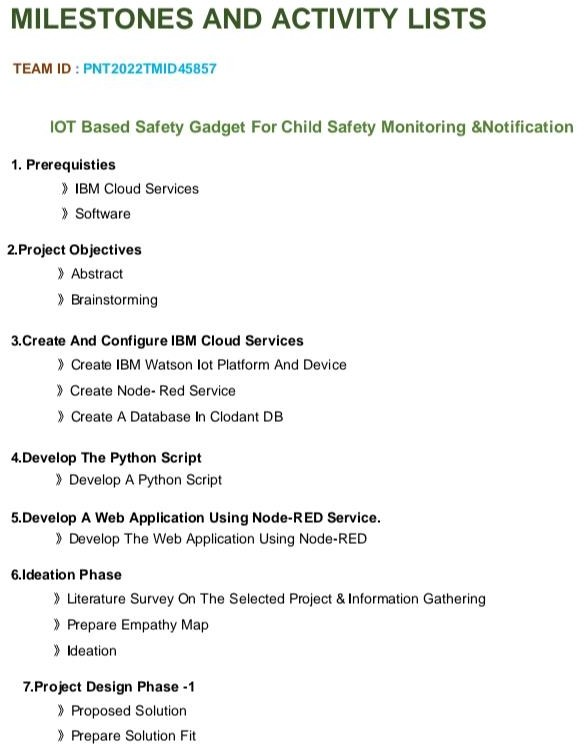 MILESTONES AND ACTIVITY LISTS
TEAM ID : PNT2022TMID45857
IOT Based Safety Gadget For Child Safety Monitoring &Notification
1. Prerequisties
》 IBM Cloud Services
》 Software
2.Project Objectives
》 Abstract
》 Brainstorming
3.Create And Configure IBM Cloud Services
》 Create IBM Watson Iot Platform And Device
》 Create Node- Red Service
》 Create A Database In Clodant DB
4.Develop The Python Script
》 Develop A Python Script
5.Develop A Web Application Using Node-RED Service.
》 Develop The Web Application Using Node-RED
6.Ideation Phase
》 Literature Survey On The Selected Project & Information Gathering
》 Prepare Empathy Map
》 Ideation
7.Project Design Phase -1
》 Proposed Solution
》 Prepare Solution Fit